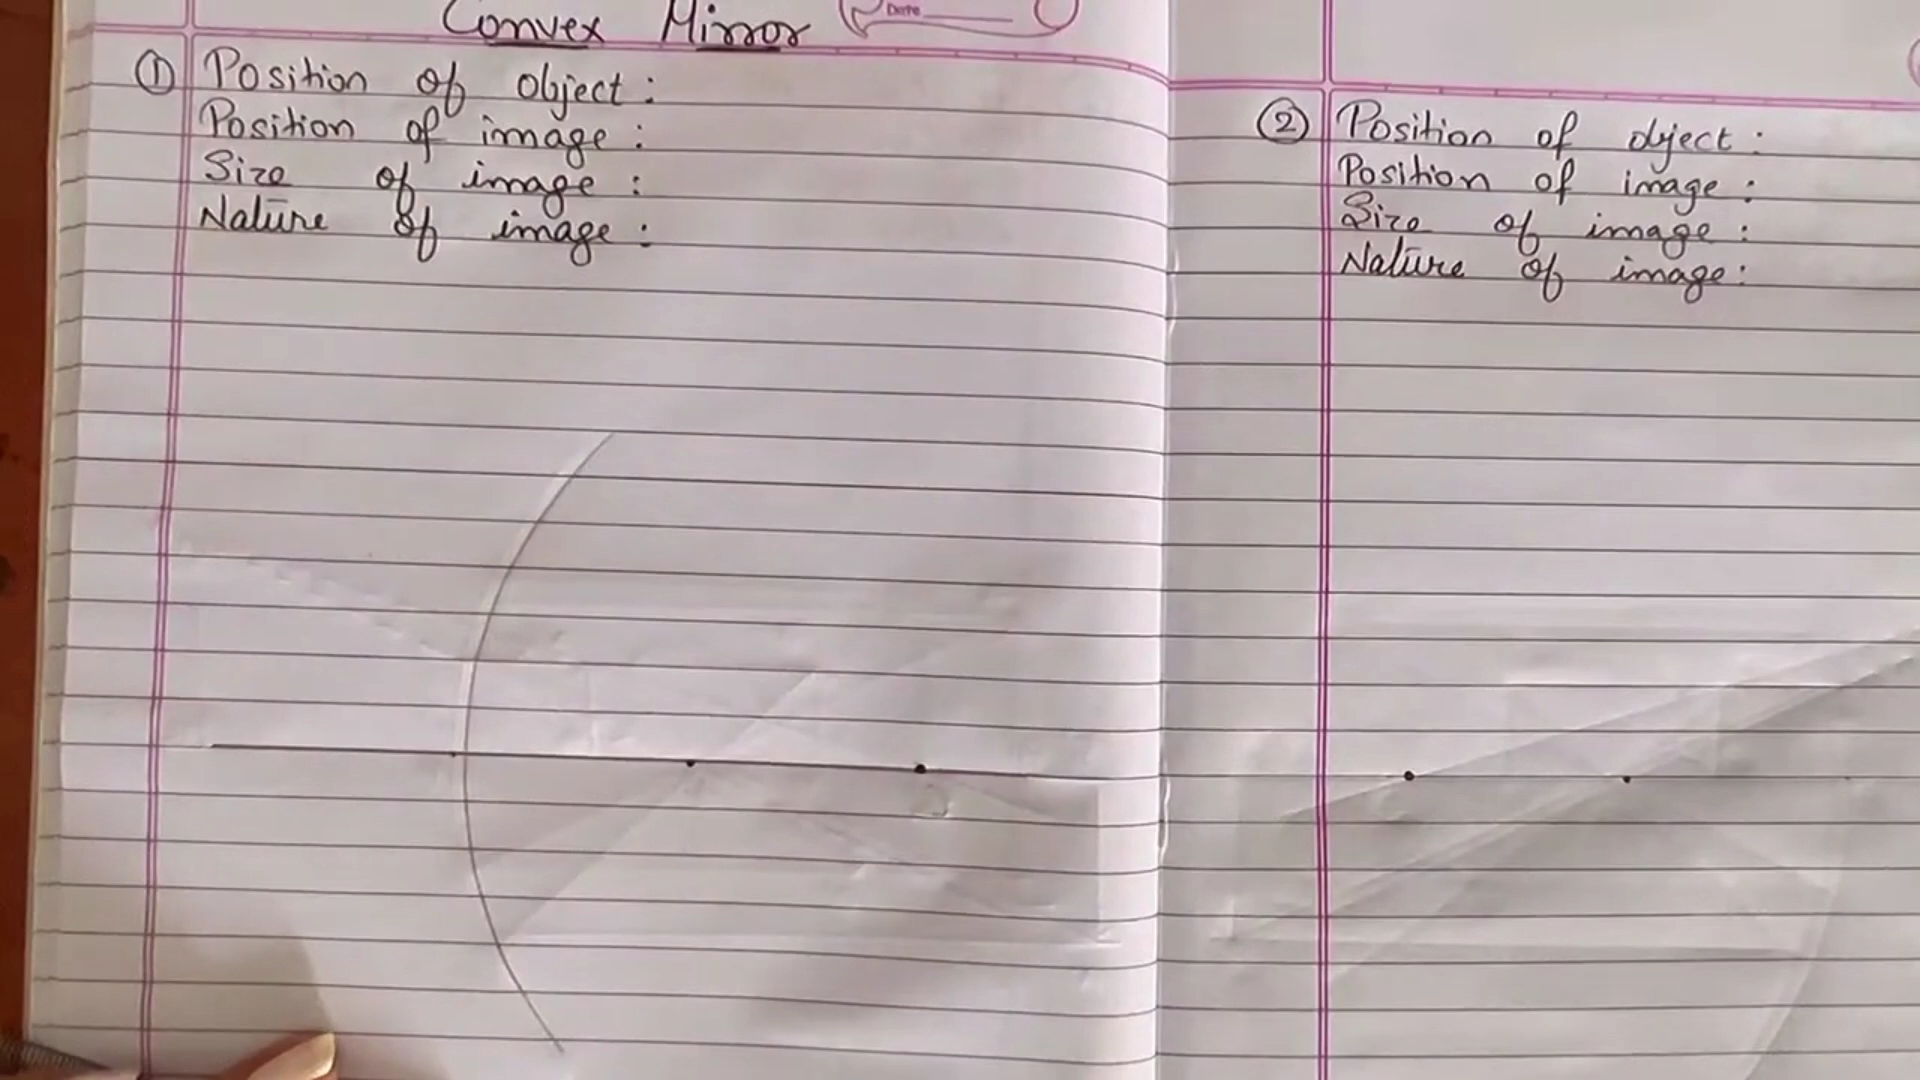 Convex Mirror
Date
① Position of object :
Position of image :
Size of image :
Nature of image :
② Position of object :
Position of image :
Size of image :
Nature of image :